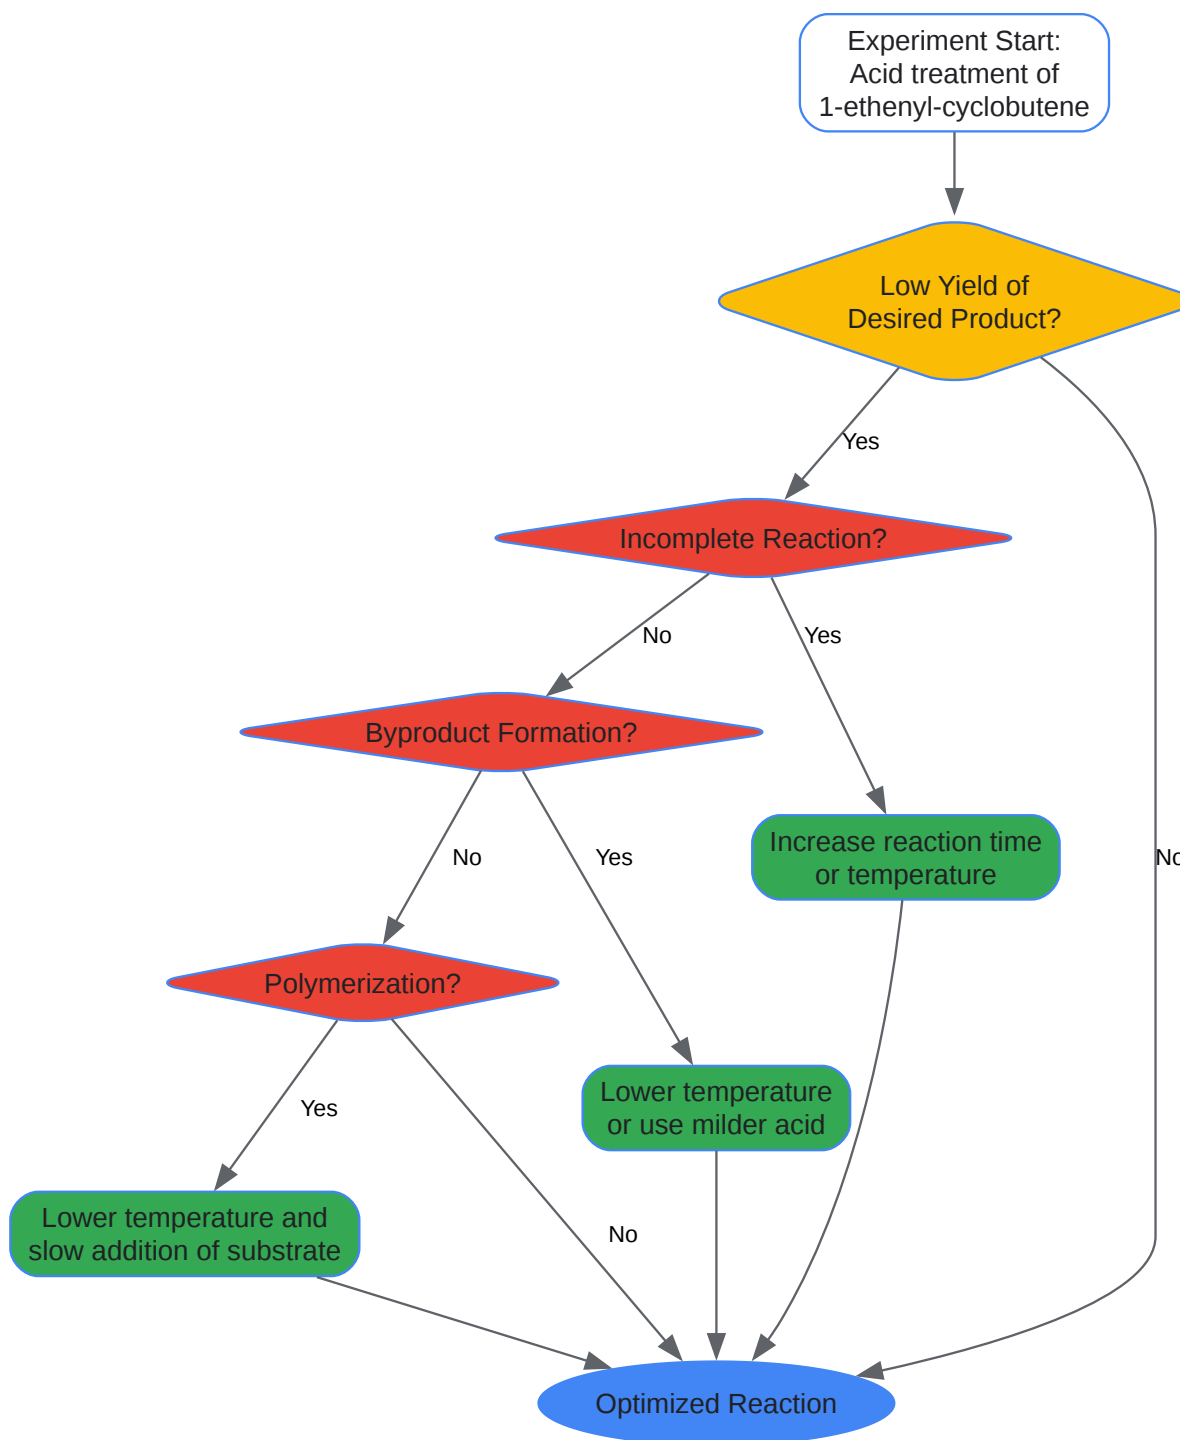 Experiment Start:
Acid treatment of
1-ethenyl-cyclobutene
Low Yield of
Desired Product?
Yes
Incomplete Reaction?
No
Yes
Byproduct Formation?
Increase reaction time
or temperature
No
Yes
No
Polymerization?
Lower temperature
or use milder acid
Yes
Lower temperature and
slow addition of substrate
No
Optimized Reaction